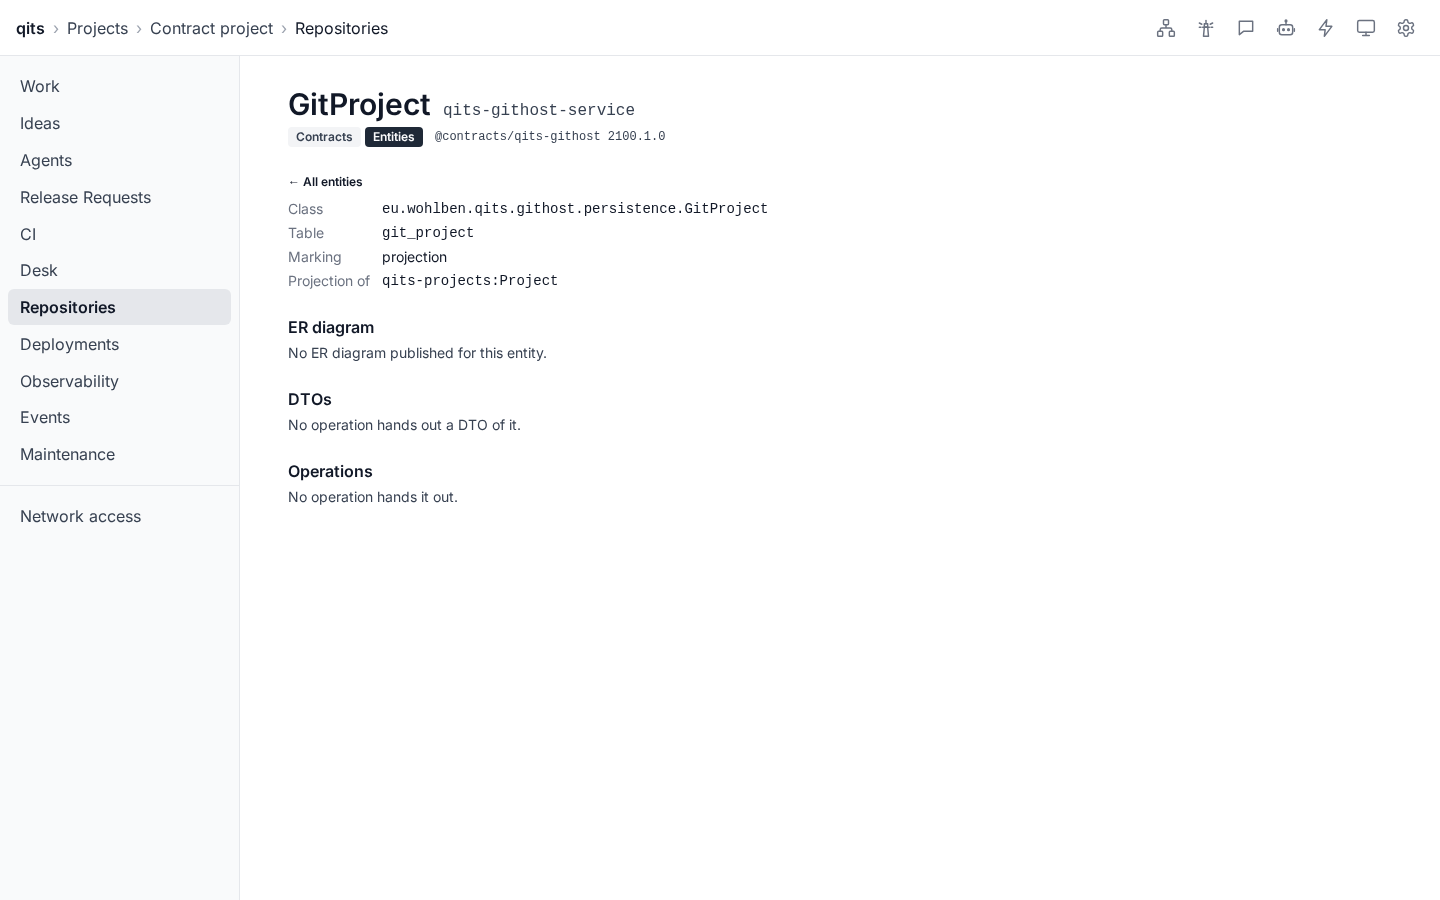 qits › Projects › Contract project › Repositories
Work
Ideas
Agents
Release Requests
CI
Desk
Repositories
Deployments
Observability
Events
Maintenance
Network access
GitProject qits-githost-service
Contracts Entities @contracts/qits-githost 2100.1.0
← All entities
Class eu.wohlben.qits.githost.persistence.GitProject
Table git_project
Marking projection
Projection of qits-projects:Project
ER diagram
No ER diagram published for this entity.
DTOs
No operation hands out a DTO of it.
Operations
No operation hands it out.